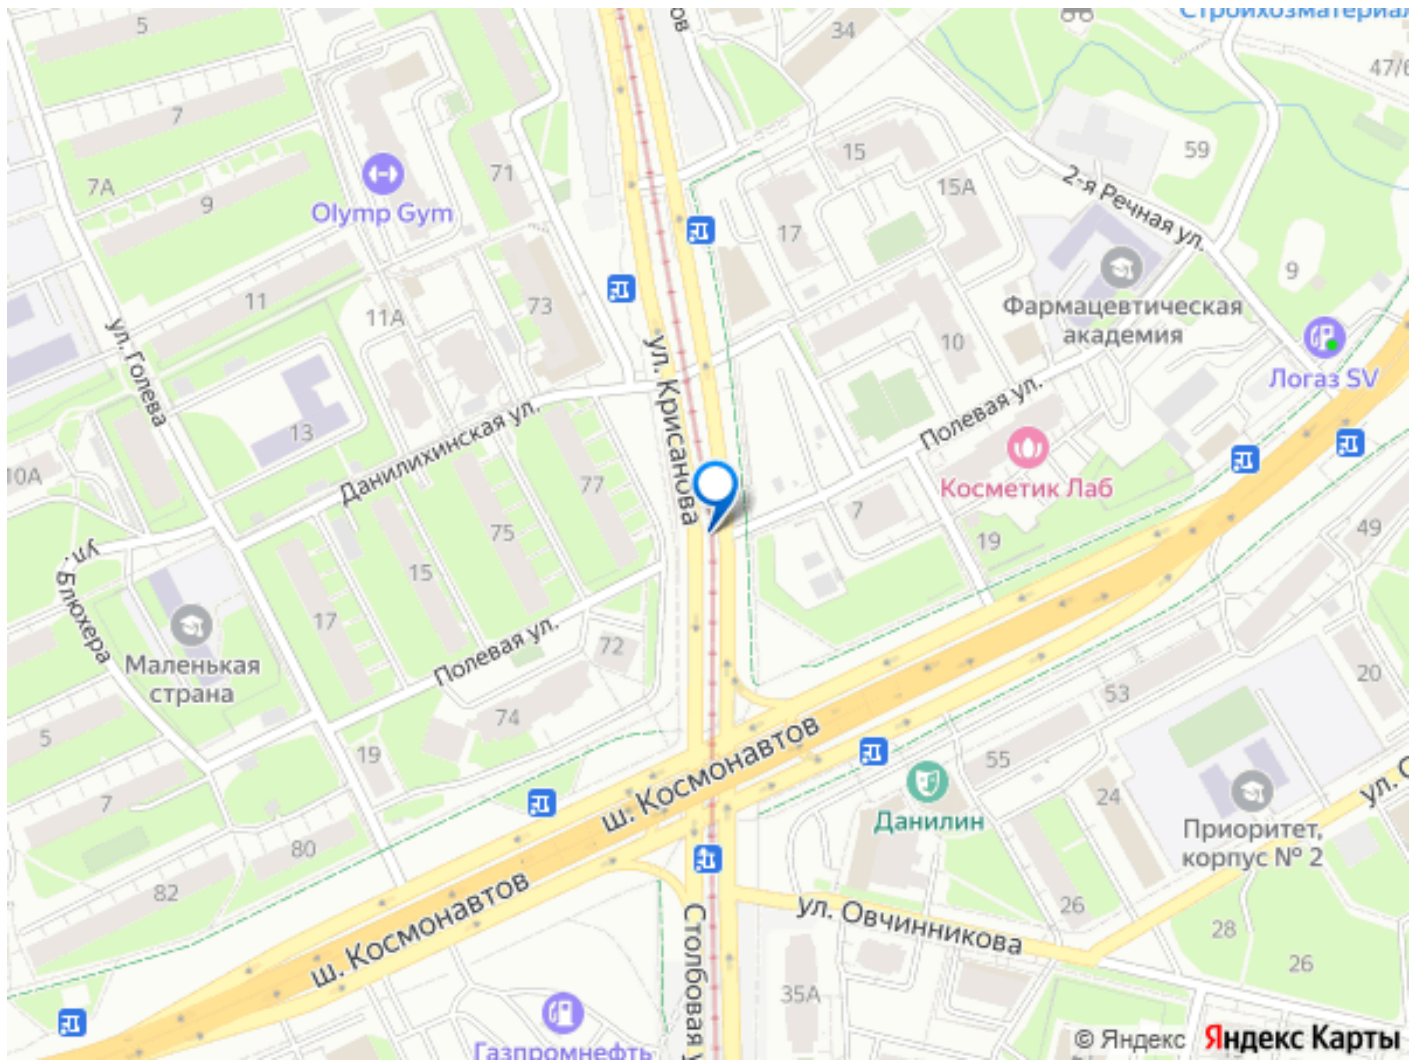 5
34
Стройхозматериал
47/6
7
15
59
7А
71
9
15А
2-я Речная ул.
Olymp Gym
17
9
11
73
11А
Фармацевтическая
академия
10
ул. Голева
ул. Крисанова
Логаз SV
13
Данилихинская ул.
Полевая ул.
10А
77
Косметик Лаб
7
75
19
49
ул.
Блюхера
15
17
Полевая ул.
72
Маленькая
страна
20
53
74
5
19
55
ш. Космонавтов
24
7
Данилин
ул. С
Приоритет,
корпус № 2
80
82
ш. Космонавтов
26
ул. Овчинникова
28
26
Столбовая у
35А
Газпромнефть
© Яндекс Яндекс Карты